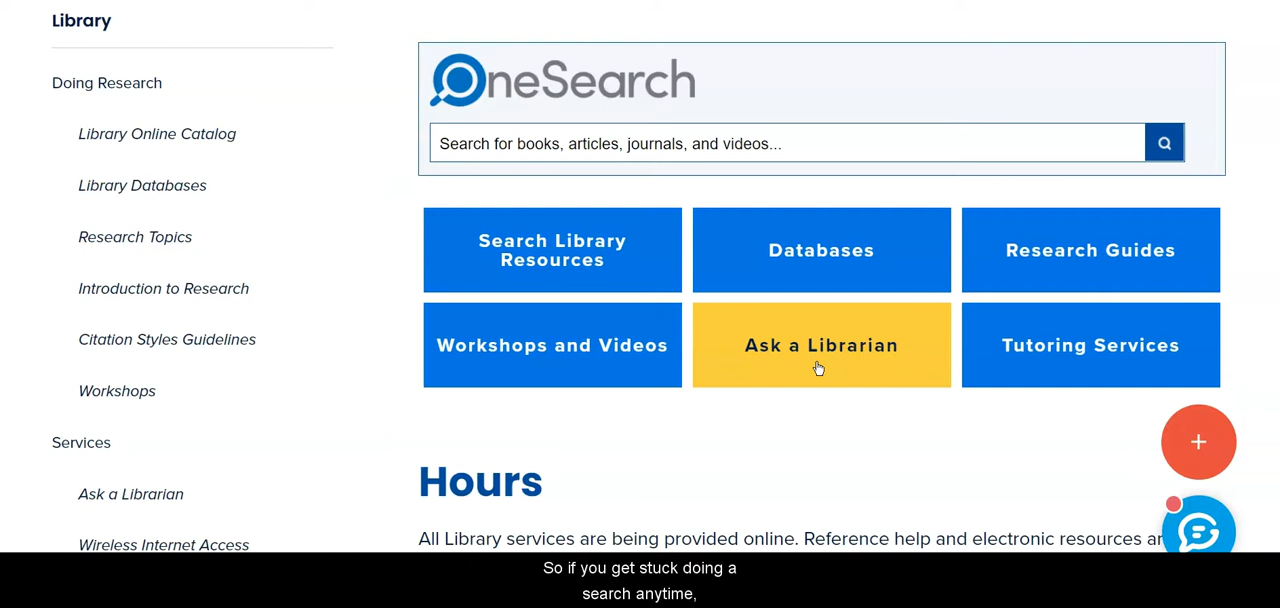 Library
Doing Research
Library Online Catalog
Library Databases
Research Topics
Introduction to Research
Citation Styles Guidelines
Workshops
Services
Ask a Librarian
Wireless Internet Access
OneSearch
Search for books, articles, journals, and videos...
Search Library
Resources
Databases
Research Guides
Workshops and Videos
Ask a Librarian
Tutoring Services
+
Hours
All Library services are being provided online. Reference help and electronic resources
So if you get stuck doing a
search anytime,